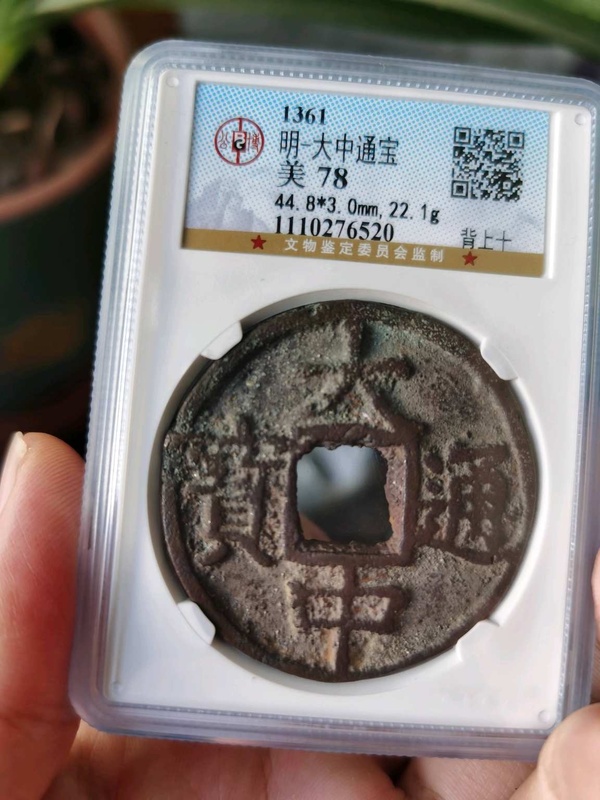 1361
明-大中通宝
美 78
44.8*3.0mm,22.1g
1110276520
背上十
文物鉴定委员会监制
大中通寶